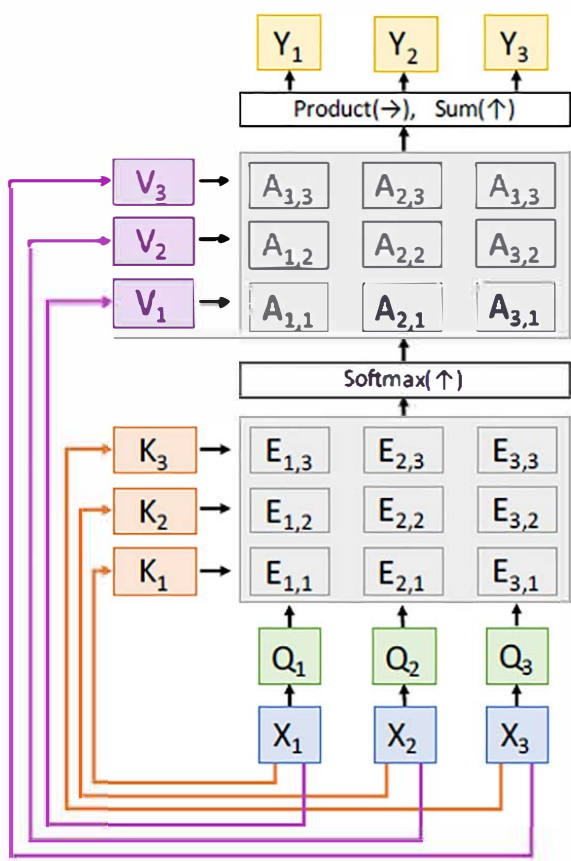 Y₁ Y₂ Y₃
Product(→), Sum(↑)
V₃ A₁,₃ A₂,₃ A₃,₃
V₂ A₁,₂ A₂,₂ A₃,₂
V₁ A₁,₁ A₂,₁ A₃,₁
Softmax(↑)
K₃ E₁,₃ E₂,₃ E₃,₃
K₂ E₁,₂ E₂,₂ E₃,₂
K₁ E₁,₁ E₂,₁ E₃,₁
Q₁ Q₂ Q₃
X₁ X₂ X₃